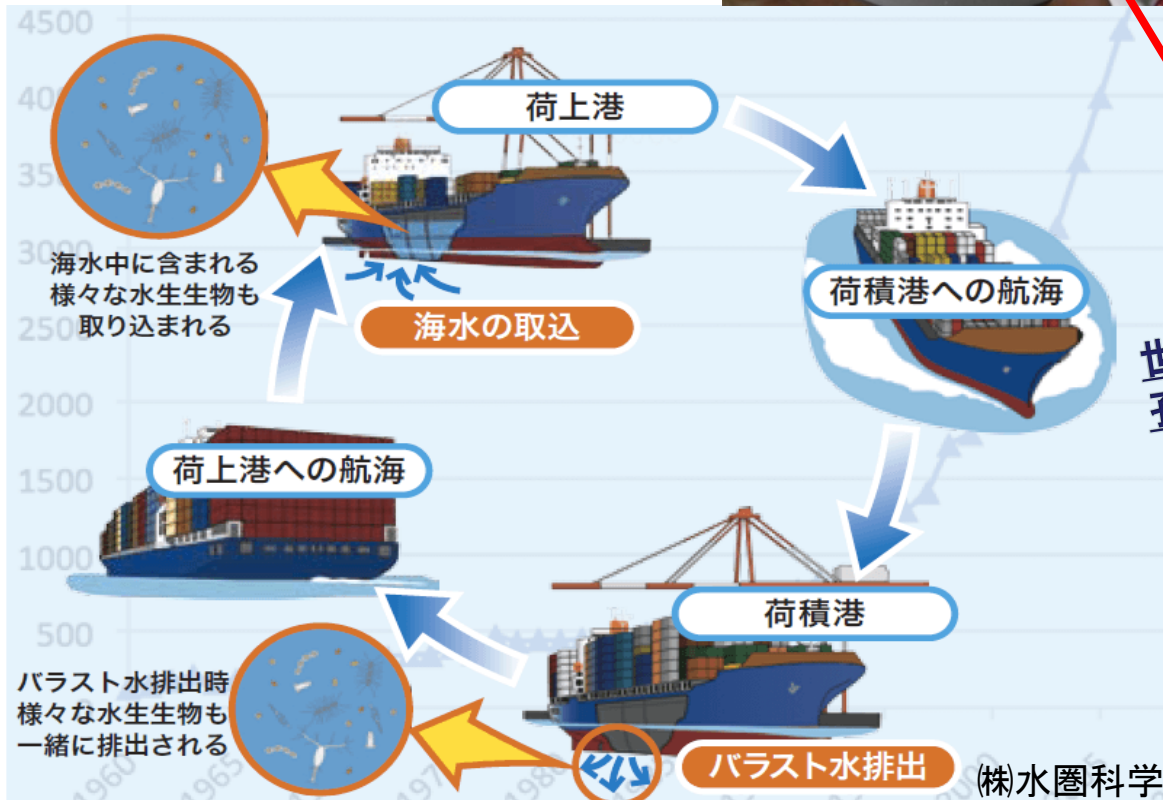 4500
荷上港
3000
海水中に含まれる
様々な水生生物も
取り込まれる
荷積港への航海
海水の取込
2500
2000
荷上港への航海
1500
1000
荷積港
500
バラスト水排出時
様々な水生生物も
一緒に排出される
バラスト水排出
1960
1965
1980
2000
㈱水圏科学